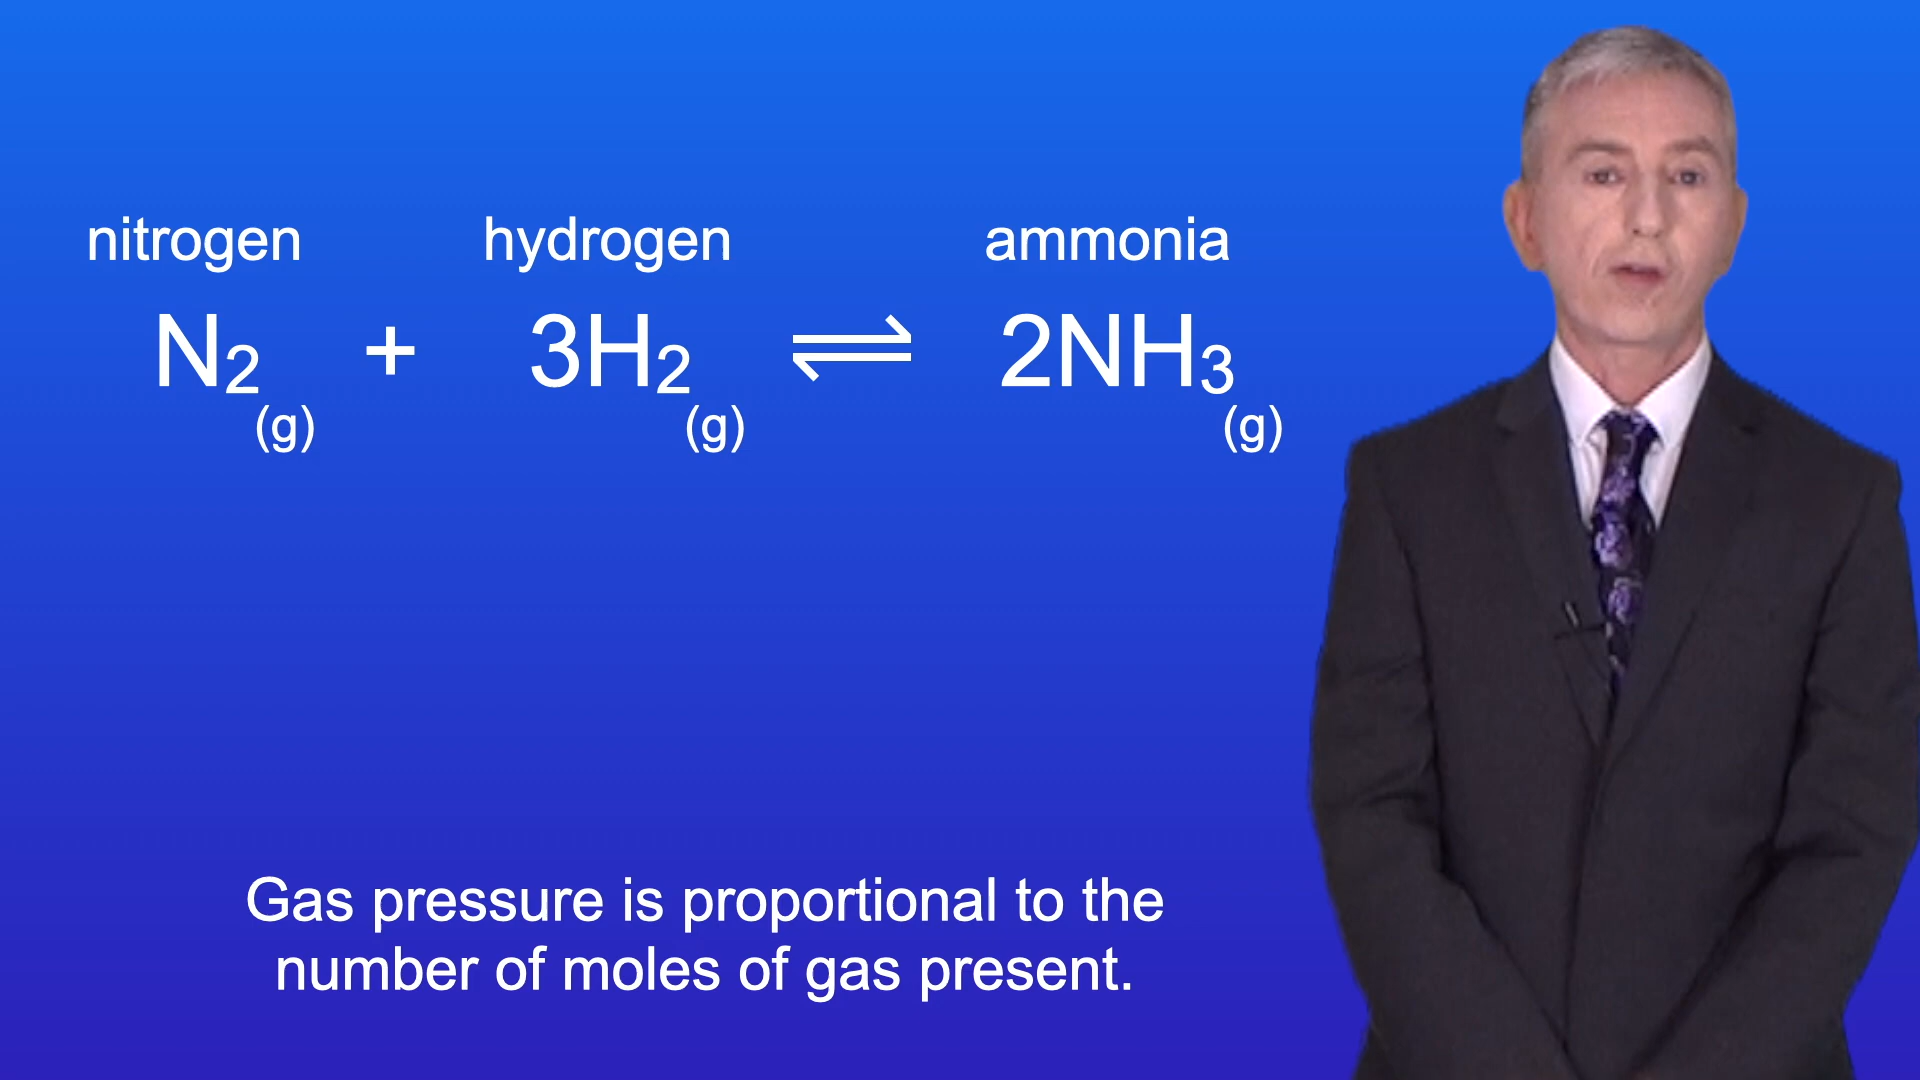 nitrogen hydrogen ammonia
N₂ + 3H₂ ⇌ 2NH₃
(g) (g) (g)
Gas pressure is proportional to the
number of moles of gas present.